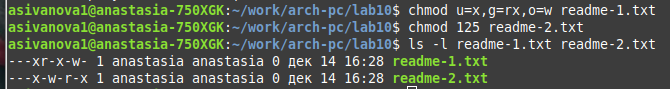 asivanova1@anastasia-750XGK:~/work/arch-pc/lab10$ chmod u=x,g=rx,o=w readme-1.txt
asivanova1@anastasia-750XGK:~/work/arch-pc/lab10$ chmod 125 readme-2.txt
asivanova1@anastasia-750XGK:~/work/arch-pc/lab10$ ls -l readme-1.txt readme-2.txt
---xr-x-w- 1 anastasia anastasia 0 дек 14 16:28 readme-1.txt
---x-w-r-x 1 anastasia anastasia 0 дек 14 16:28 readme-2.txt